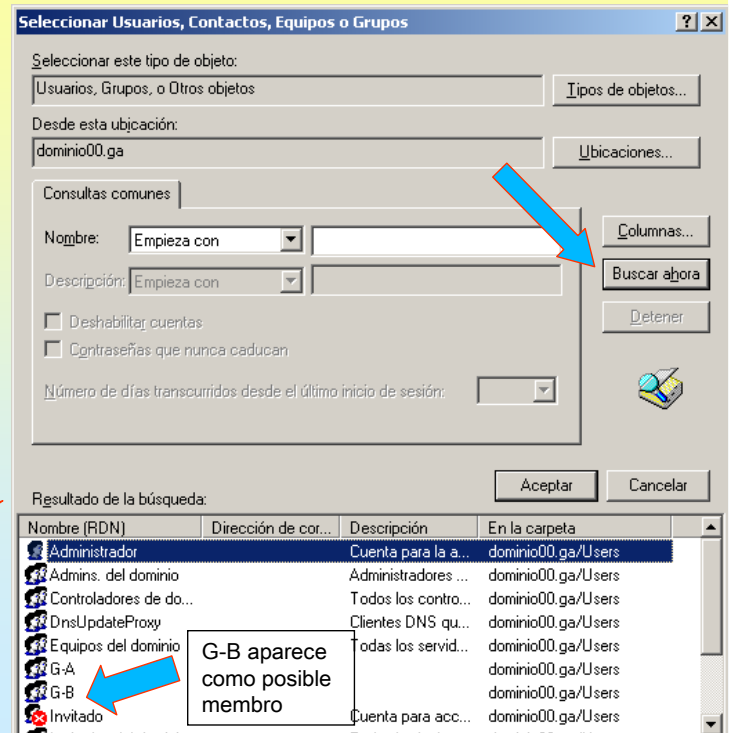 Seleccionar Usuarios, Contactos, Equipos o Grupos
Seleccionar este tipo de objeto:
Usuarios, Grupos, o Otros objetos
Tipos de objetos...
Desde esta ubicación:
dominio00.ga
Ubicaciones...
Consultas comunes
Nombre:
Empieza con
Columnas...
Buscar ahora
Descripción:
Empieza con
Detener
Deshabilitar cuentas
Contraseñas que nunca caducan
Número de días transcurridos desde el último inicio de sesión:
Aceptar
Cancelar
Resultado de la búsqueda:
Nombre (RDN) Dirección de cor... Descripción En la carpeta
Administrador Cuenta para la a... dominio00.ga/Users
Admins. del dominio Administradores ... dominio00.ga/Users
Controladores de do... Todos los contro... dominio00.ga/Users
DnsUpdateProxy Clientes DNS qu... dominio00.ga/Users
Equipos del dominio Todas los servid... dominio00.ga/Users
G-A dominio00.ga/Users
G-B dominio00.ga/Users
Invitado Cuenta para acc... dominio00.ga/Users
G-B aparece
como posible
membro